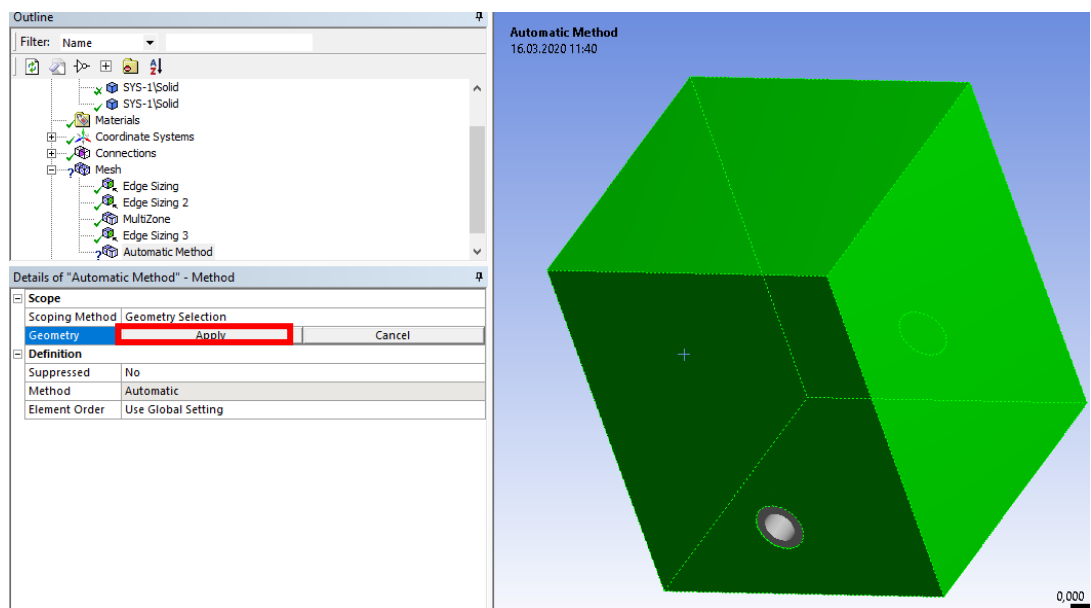 Outline
Filter: Name
SYS-1\Solid
SYS-1\Solid
Materials
Coordinate Systems
Connections
Mesh
Edge Sizing
Edge Sizing 2
MultiZone
Edge Sizing 3
Automatic Method
Details of "Automatic Method" - Method
Scope
Scoping Method Geometry Selection
Geometry Apply Cancel
Definition
Suppressed No
Method Automatic
Element Order Use Global Setting
Automatic Method
16.03.2020 11:40
0,000